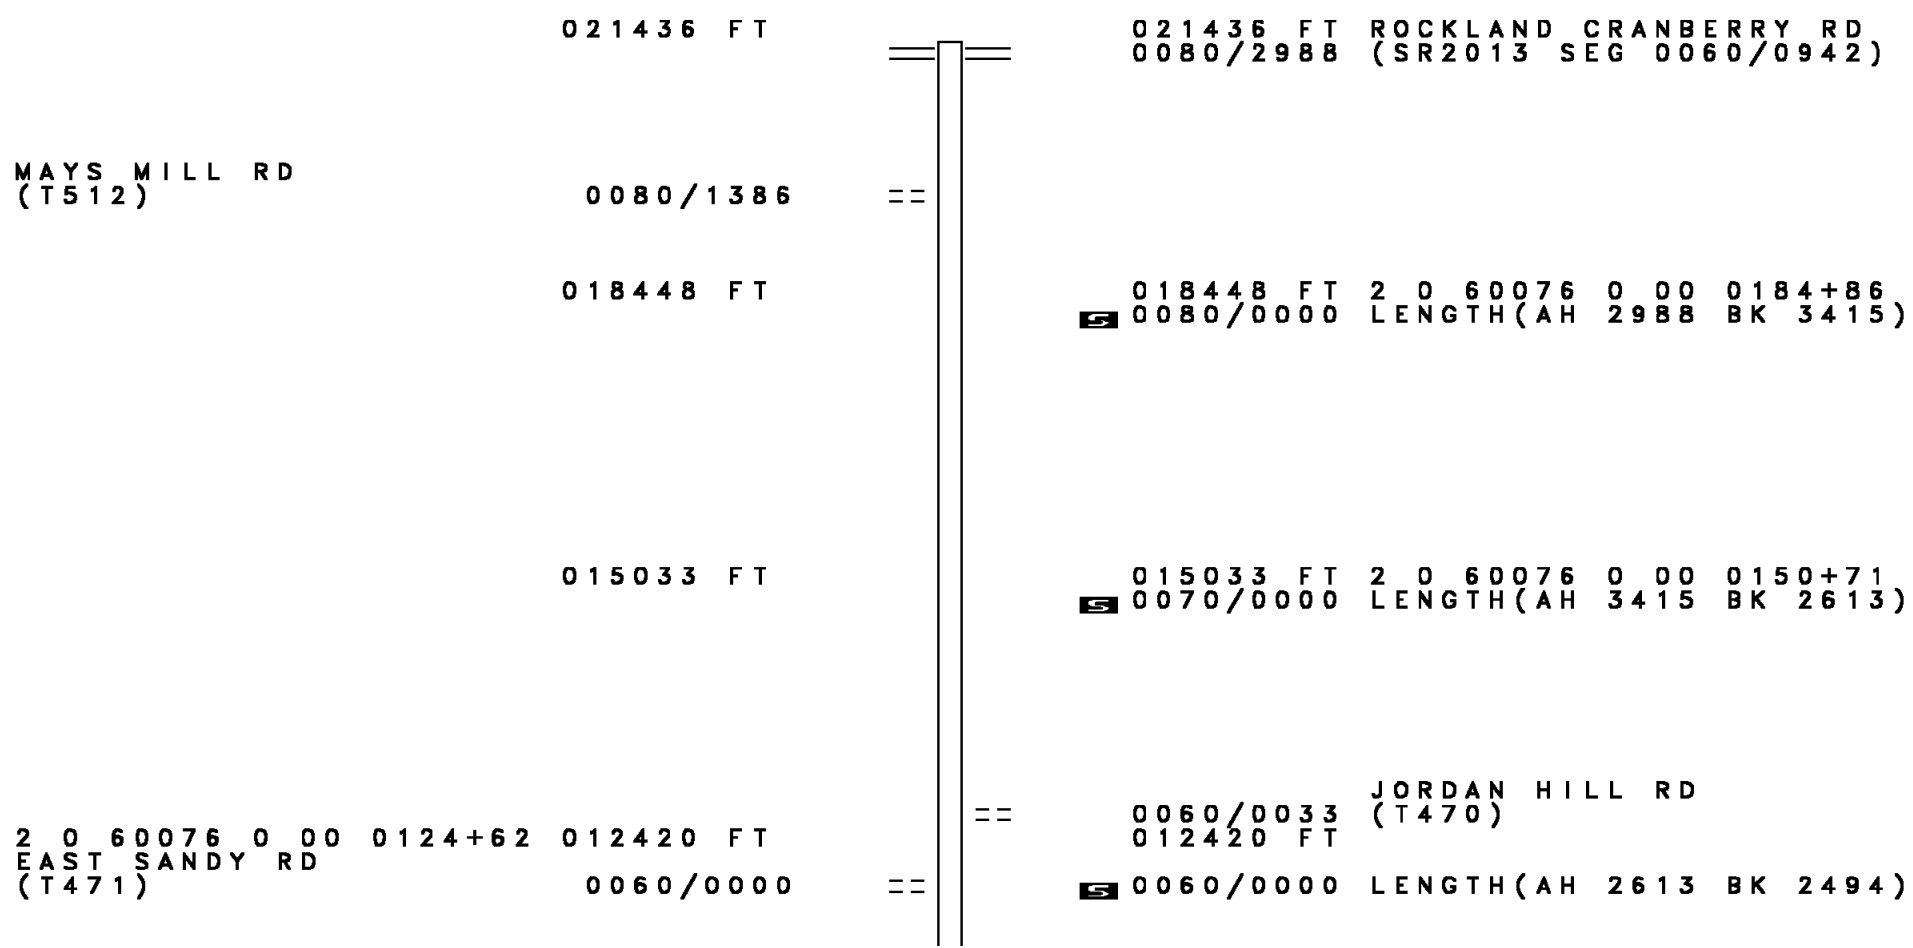 021436 FT
021436 FT ROCKLAND CRANBERRY RD
0080/2988 (SR2013 SEG 0060/0942)
MAYS MILL RD
(T512) 0080/1386
018448 FT
018448 FT 2 0 60076 0 00 0184+86
S 0080/0000 LENGTH(AH 2988 BK 3415)
015033 FT
015033 FT 2 0 60076 0 00 0150+71
S 0070/0000 LENGTH(AH 3415 BK 2613)
JORDAN HILL RD
0060/0033 (T470)
2 0 60076 0 00 0124+62 012420 FT
012420 FT
EAST SANDY RD
(T471) 0060/0000
S 0060/0000 LENGTH(AH 2613 BK 2494)